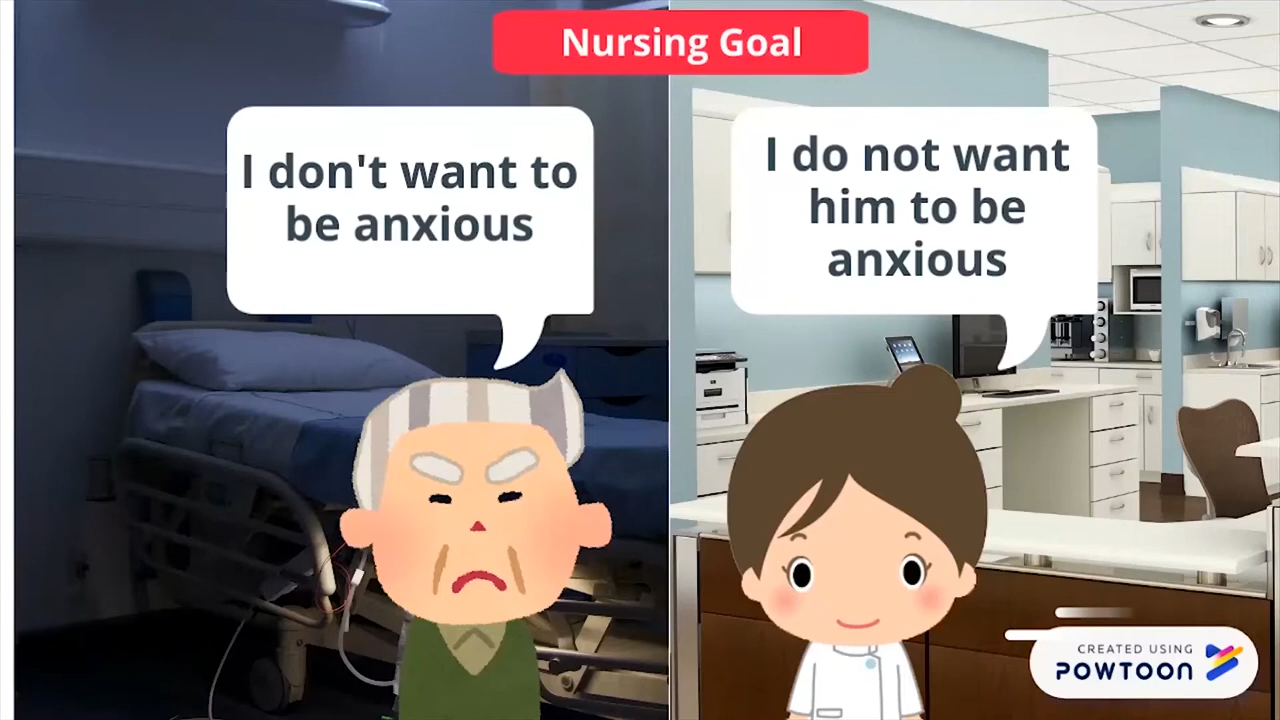 Nursing Goal
I don't want to
be anxious
I do not want
him to be
anxious
CREATED USING
POWTOON